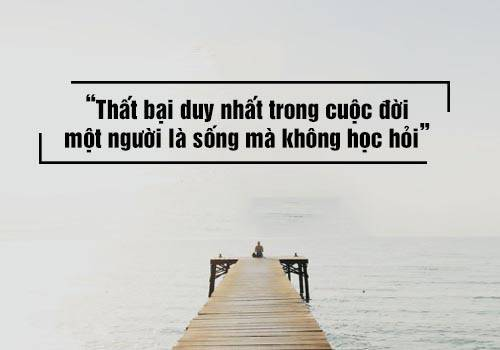 “Thất bại duy nhất trong cuộc đời
một người là sống mà không học hỏi”